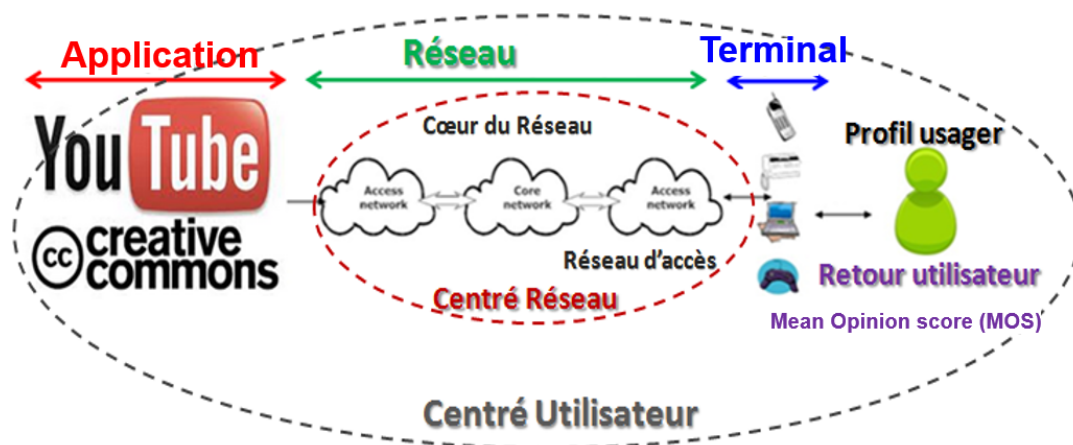 Application
Réseau
Terminal
YouTube
cc creative
commons
Cœur du Réseau
Access
network
Core
network
Access
network
Réseau d’accès
Centré Réseau
Profil usager
Retour utilisateur
Mean Opinion score (MOS)
Centré Utilisateur